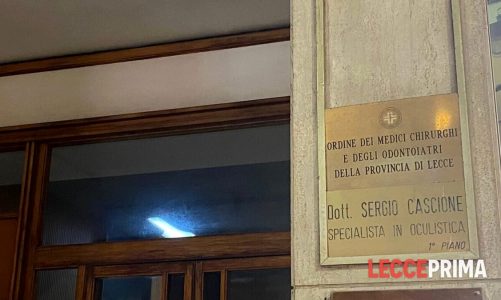 ORDINE DEI MEDICI CHIRURGHI
E DEGLI ODONTOIATRI
DELLA PROVINCIA DI LECCE
Dott. SERGIO CASCIONE
SPECIALISTA IN OCULISTICA
1° PIANO
LECCEPRIMA